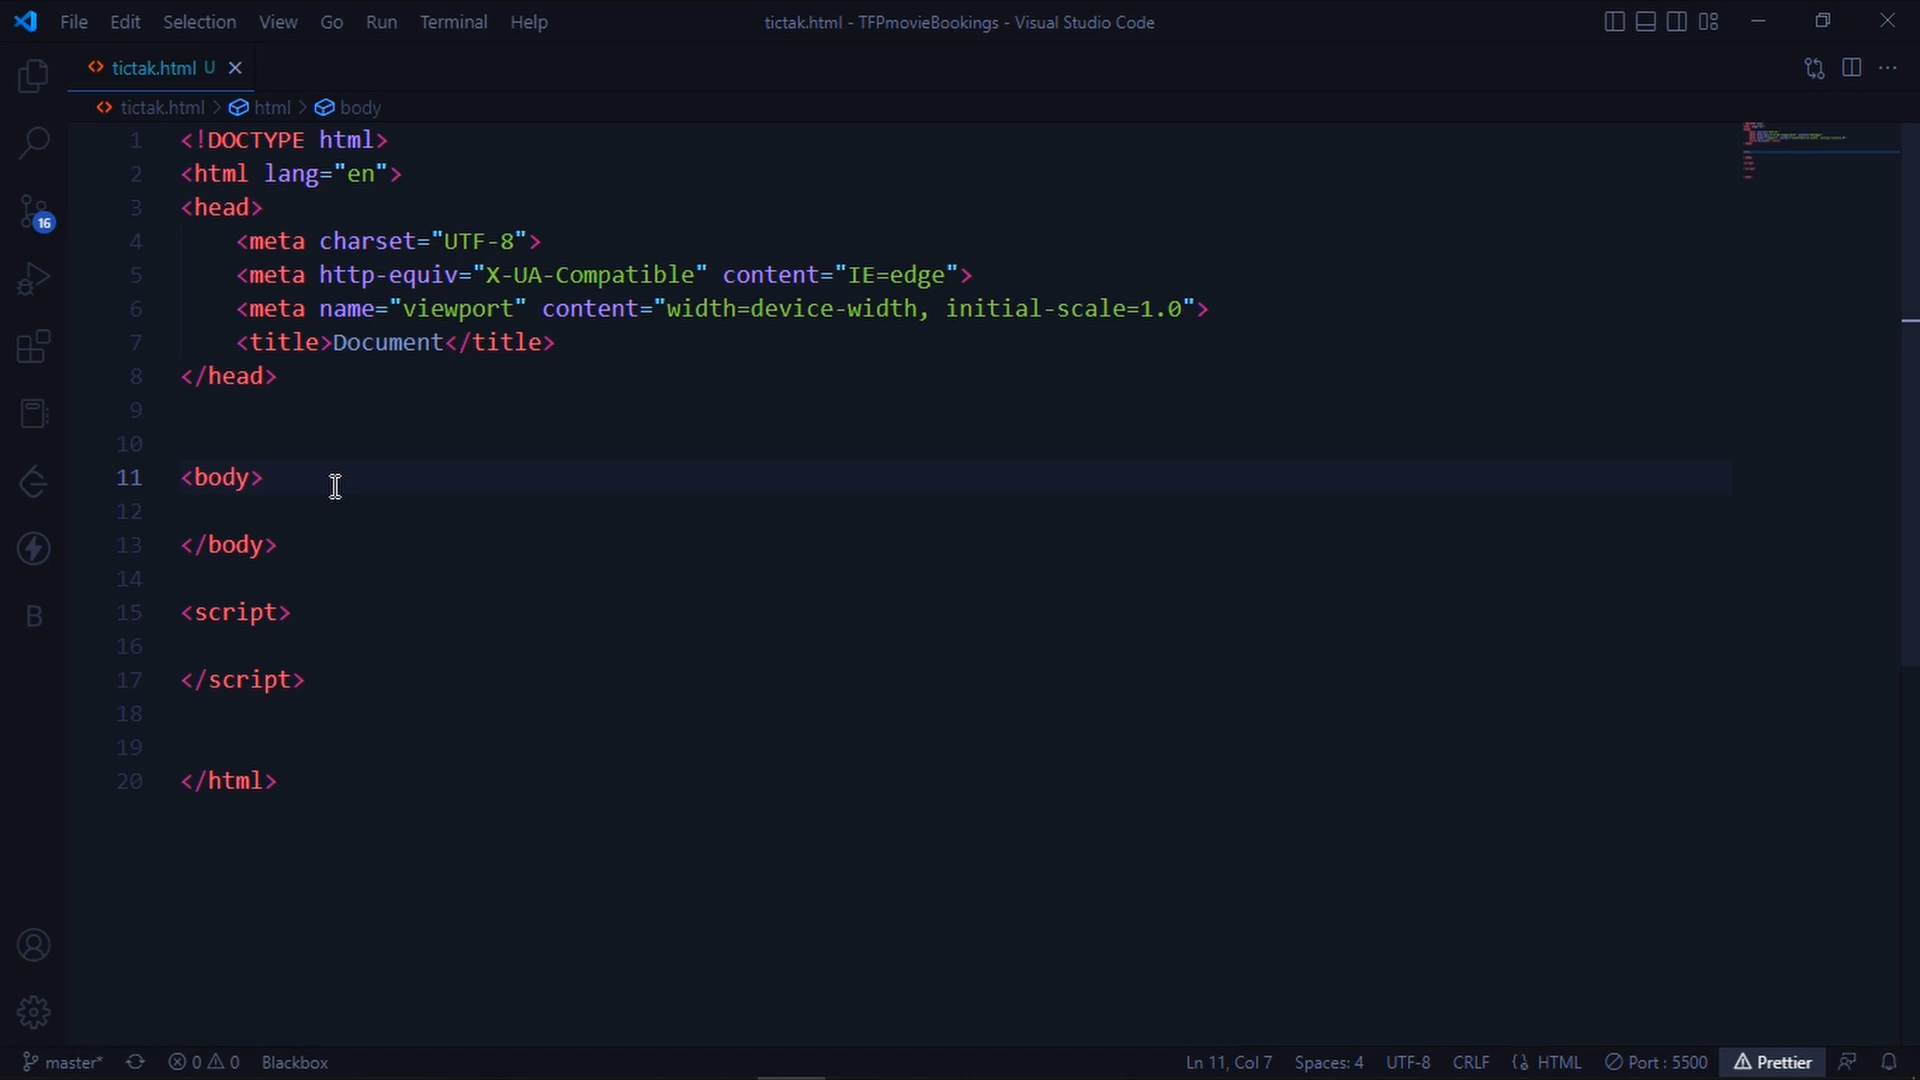 File Edit Selection View Go Run Terminal Help tictak.html - TFPmovieBookings - Visual Studio Code
tictak.html U
tictak.html > html > body
1 <!DOCTYPE html>
2 <html lang="en">
3 <head>
4 <meta charset="UTF-8">
5 <meta http-equiv="X-UA-Compatible" content="IE=edge">
6 <meta name="viewport" content="width=device-width, initial-scale=1.0">
7 <title>Document</title>
8 </head>
9
10
11 <body>
12
13 </body>
14
15 <script>
16
17 </script>
18
19
20 </html>
16
B
master* 0 0 Blackbox Ln 11, Col 7 Spaces: 4 UTF-8 CRLF HTML Port : 5500 Prettier